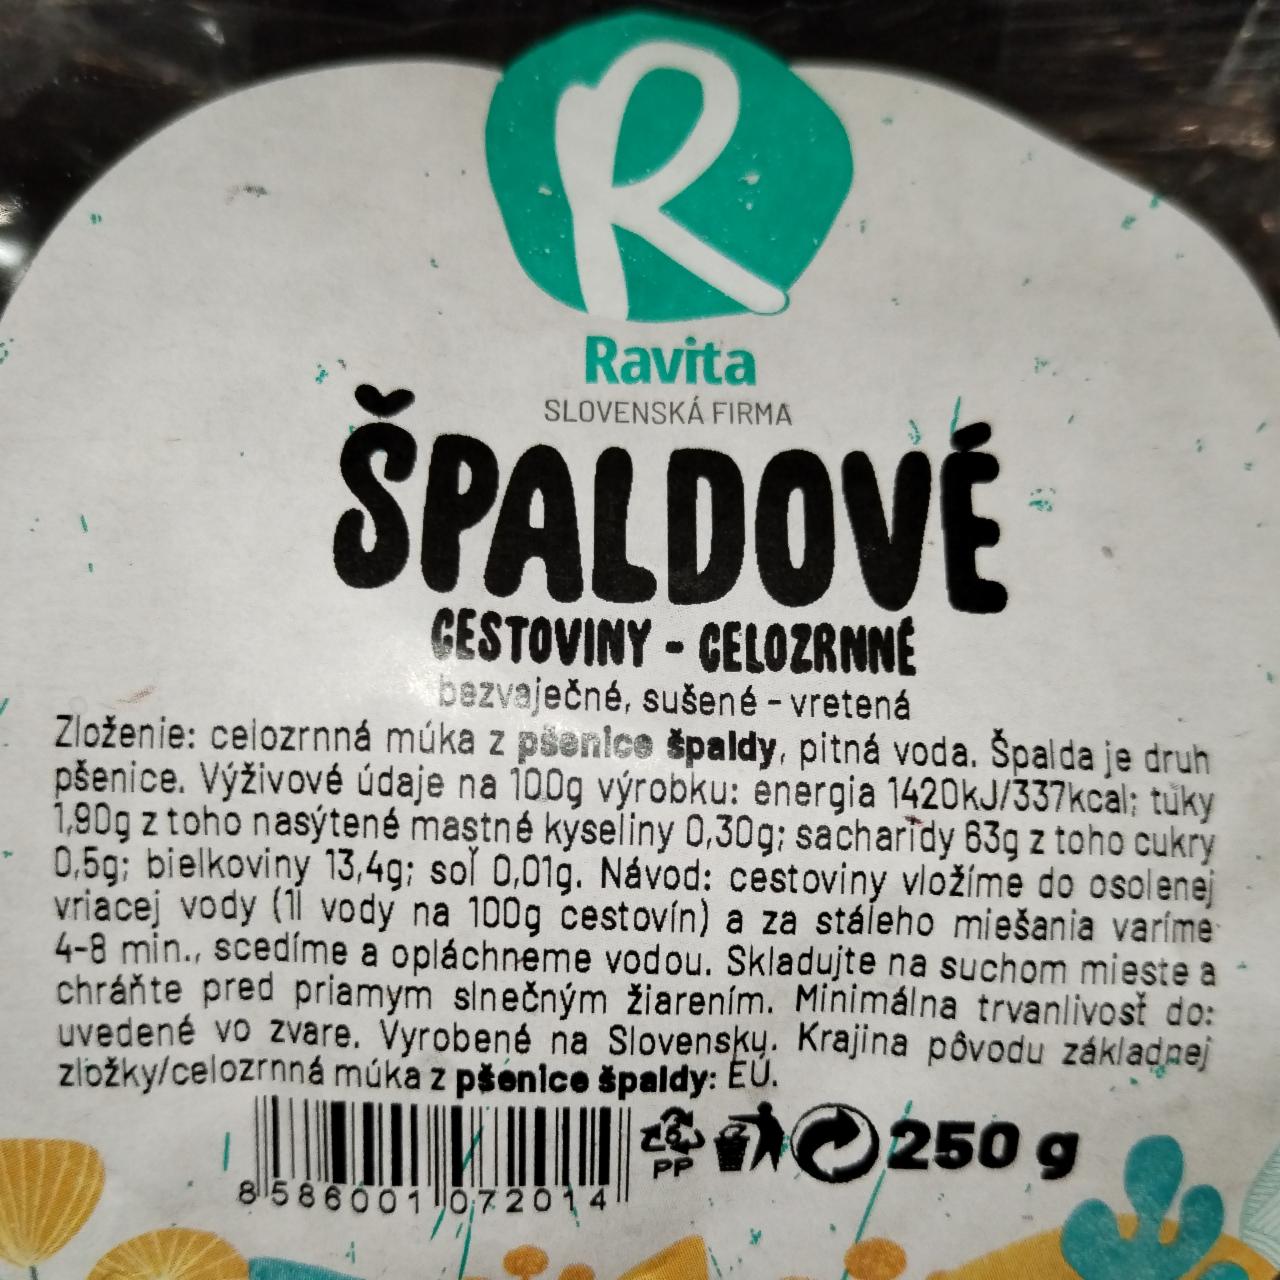 R
Ravita
SLOVENSKÁ FIRMA
ŠPALDOVÉ
CESTOVINY - CELOZRNNÉ
bezvaječné, sušené - vretená
Zloženie: celozrnná múka z pšenice špaldy, pitná voda. Špalda je druh
pšenice. Výživové údaje na 100g výrobku: energia 1420kJ/337kcal; tuky
1,90g z toho nasýtené mastné kyseliny 0,30g; sacharidy 63g z toho cukry
0,5g; bielkoviny 13,4g; soľ 0,01g. Návod: cestoviny vložíme do osolenej
vriacej vody (1l vody na 100g cestovín) a za stáleho miešania varíme
4-8 min., scedíme a opláchneme vodou. Skladujte na suchom mieste a
chráňte pred priamym slnečným žiarením. Minimálna trvanlivosť do:
uvedené vo zvare. Vyrobené na Slovensku. Krajina pôvodu základnej
zložky/celozrnná múka z pšenice špaldy: EÚ.
5 PP 250 g
8 586001 072014